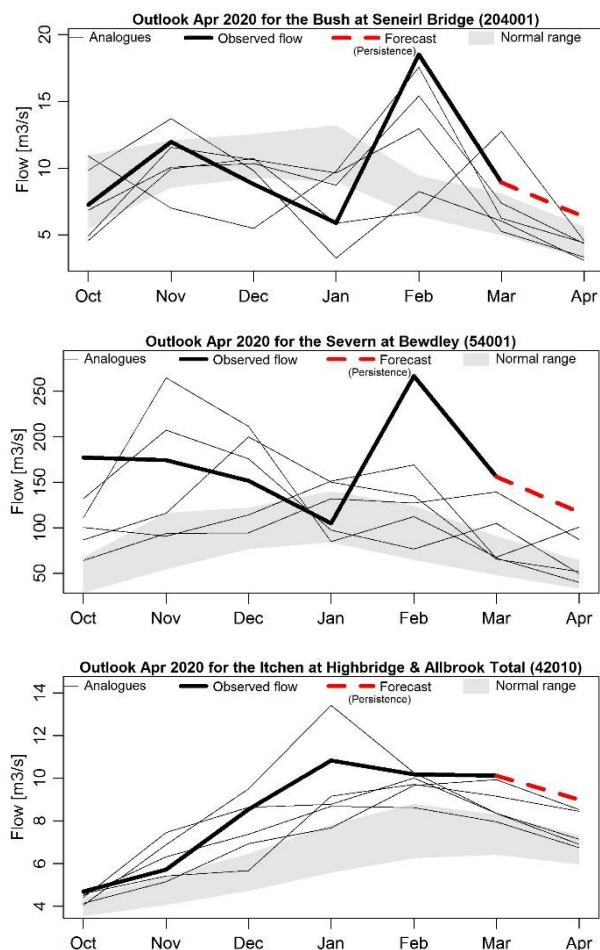 Outlook Apr 2020 for the Bush at Seneirl Bridge (204001)
Analogues Observed flow Forecast Normal range
(Persistence)
Flow [m3/s]
20
15
10
5
Oct Nov Dec Jan Feb Mar Apr
Outlook Apr 2020 for the Severn at Bewdley (54001)
Analogues Observed flow Forecast Normal range
(Persistence)
Flow [m3/s]
250
200
150
100
50
Oct Nov Dec Jan Feb Mar Apr
Outlook Apr 2020 for the Itchen at Highbridge & Allbrook Total (42010)
Analogues Observed flow Forecast Normal range
(Persistence)
Flow [m3/s]
14
12
10
8
6
4
Oct Nov Dec Jan Feb Mar Apr